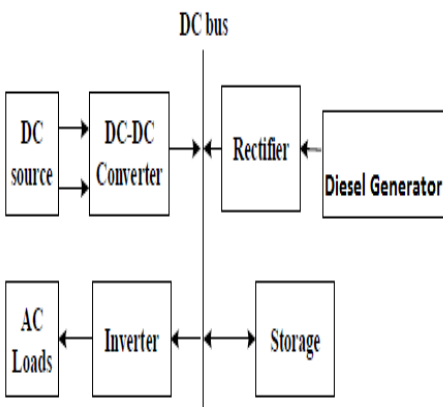 DC bus
DC
source
DC-DC
Converter
Rectifier
Diesel Generator
AC
Loads
Inverter
Storage